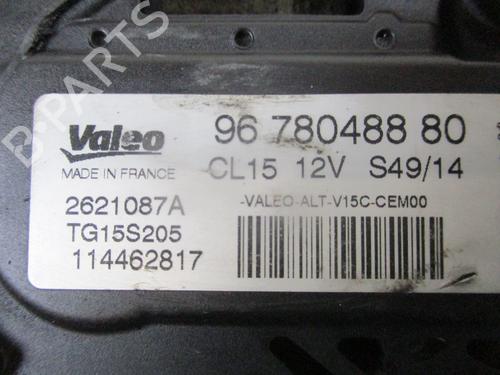 B-PARTS
Valeo
MADE IN FRANCE
96 780488 80
CL15 12V S49/14
2621087A
TG15S205
114462817
-VALEO-ALT-V15C-CEM00